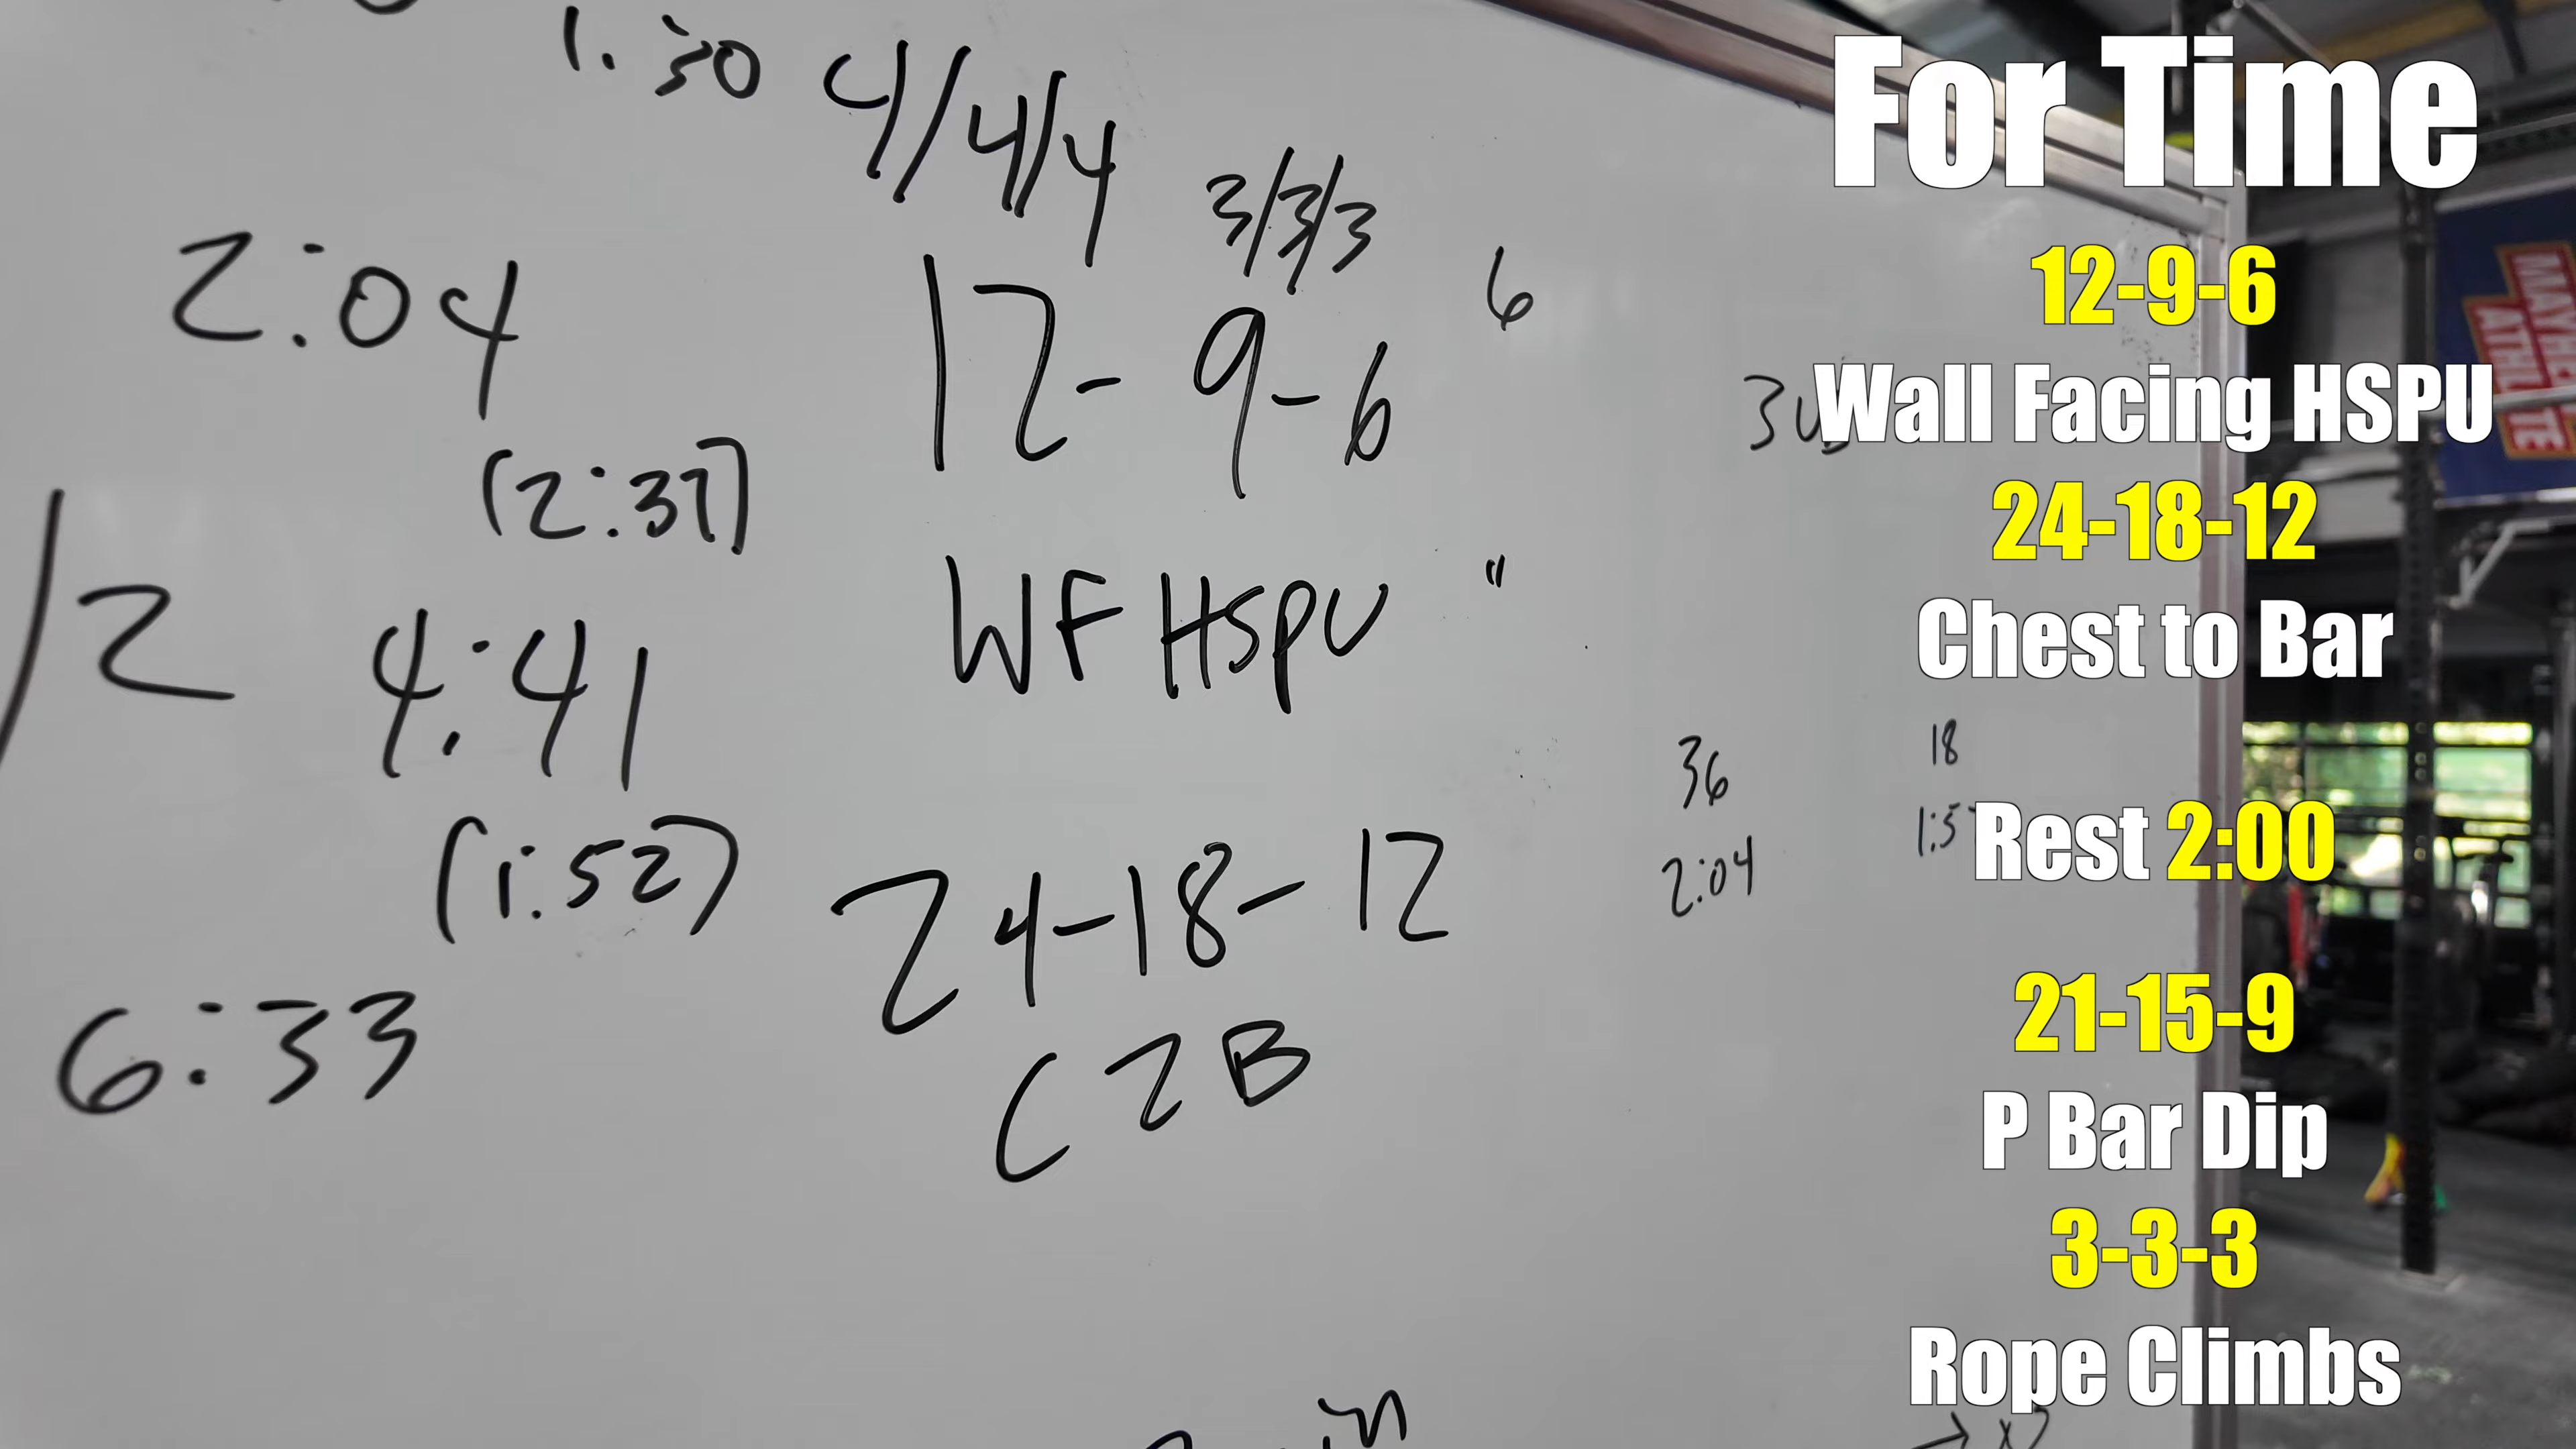 1:30
4/4/4
3/3/3
6
2:04
12-9-6
(2:37)
WF HSPU "
12
4:41
(1:52)
24-18-12
C2B
6:33
36
2:04
18
For Time
12-9-6
Wall Facing HSPU
24-18-12
Chest to Bar
Rest 2:00
21-15-9
P Bar Dip
3-3-3
Rope Climbs